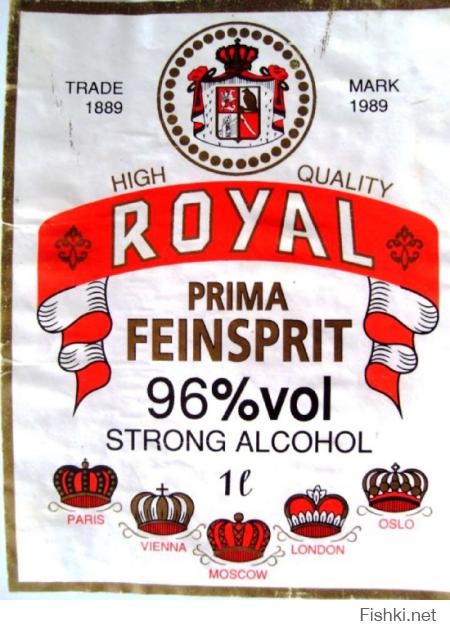 TRADE MARK
1889 1989
HIGH QUALITY
ROYAL
PRIMA
FEINSPRIT
96%vol
STRONG ALCOHOL
1ℓ
PARIS
VIENNA
MOSCOW
LONDON
OSLO
Fishki.net